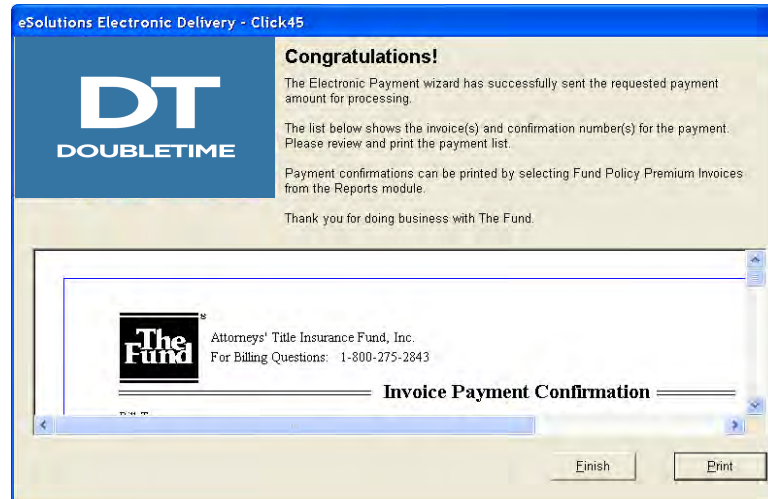 eSolutions Electronic Delivery - Click45
DT
DOUBLETIME
Congratulations!
The Electronic Payment wizard has successfully sent the requested payment
amount for processing.
The list below shows the invoice(s) and confirmation number(s) for the payment.
Please review and print the payment list.
Payment confirmations can be printed by selecting Fund Policy Premium Invoices
from the Reports module.
Thank you for doing business with The Fund.
The
Fund
®
Attorneys' Title Insurance Fund, Inc.
For Billing Questions: 1-800-275-2843
Invoice Payment Confirmation
Finish
Print